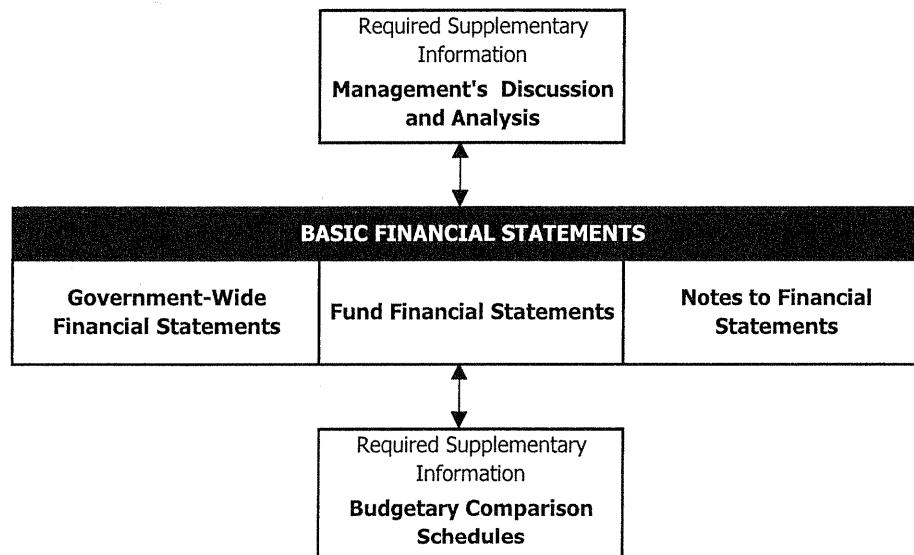 Required Supplementary
Information
Management's Discussion
and Analysis
BASIC FINANCIAL STATEMENTS
Government-Wide
Financial Statements
Fund Financial Statements
Notes to Financial
Statements
Required Supplementary
Information
Budgetary Comparison
Schedules